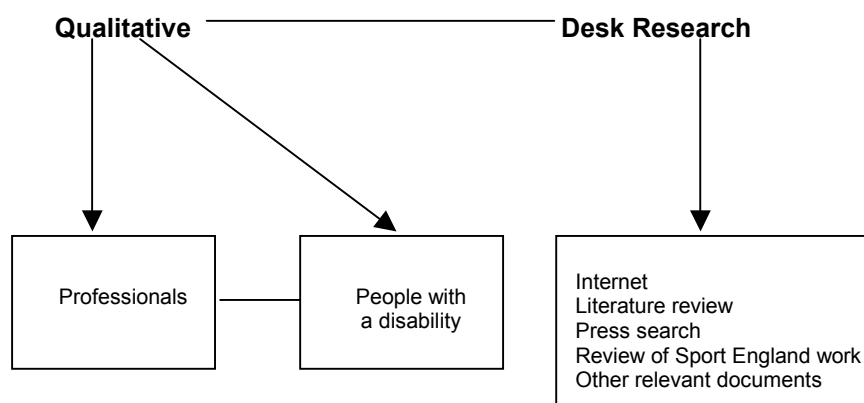 Qualitative
Desk Research
Professionals
People with
a disability
Internet
Literature review
Press search
Review of Sport England work
Other relevant documents